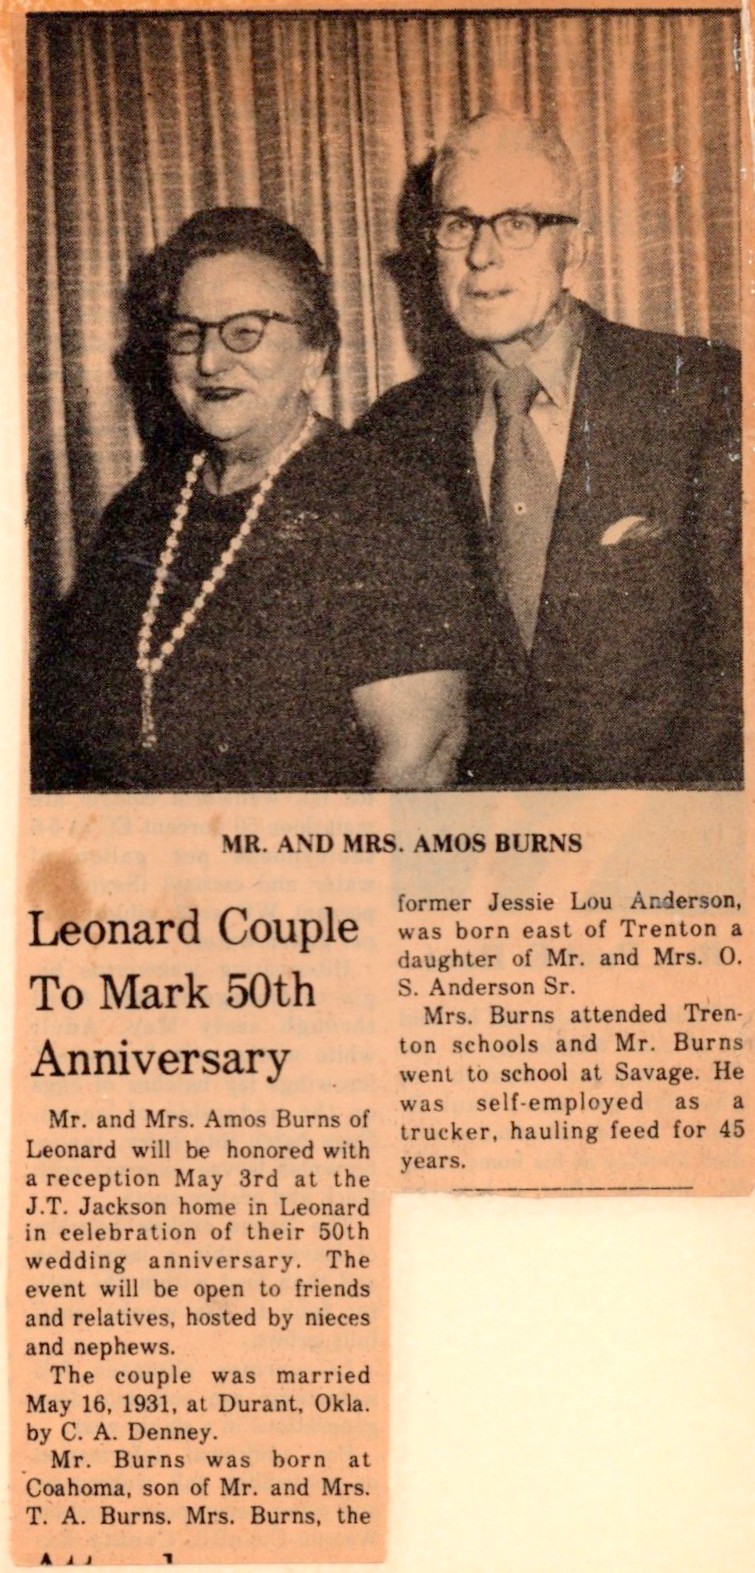 MR. AND MRS. AMOS BURNS
Leonard Couple
To Mark 50th
Anniversary
Mr. and Mrs. Amos Burns of
Leonard will be honored with
a reception May 3rd at the
J.T. Jackson home in Leonard
in celebration of their 50th
wedding anniversary. The
event will be open to friends
and relatives, hosted by nieces
and nephews.
The couple was married
May 16, 1931, at Durant, Okla.
by C. A. Denney.
Mr. Burns was born at
Coahoma, son of Mr. and Mrs.
T. A. Burns. Mrs. Burns, the
former Jessie Lou Anderson,
was born east of Trenton a
daughter of Mr. and Mrs. O.
S. Anderson Sr.
Mrs. Burns attended Tren-
ton schools and Mr. Burns
went to school at Savage. He
was self-employed as a
trucker, hauling feed for 45
years.